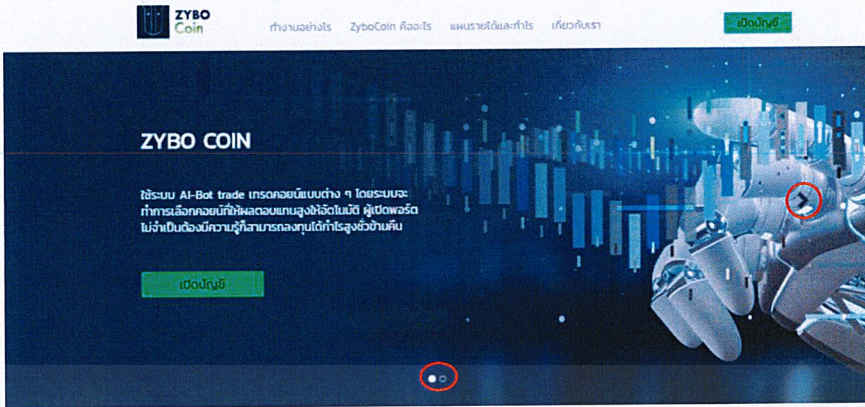 ZYBO
Coin
ทำงานอย่างไร ZyboCoin คืออะไร แผนรายได้และกำไร เกี่ยวกับเรา เปิดบัญชี
ZYBO COIN
ใช้ระบบ AI-Bot trade เทรดคอยน์แบบต่าง ๆ โดยระบบจะ
ทำการเลือกคอยน์ที่ให้ผลตอบแทนสูงให้อัตโนมัติ ผู้เปิดพอร์ต
ไม่จำเป็นต้องมีความรู้ก็สามารถลงทุนได้กำไรสูงชั่วข้ามคืน
เปิดบัญชี